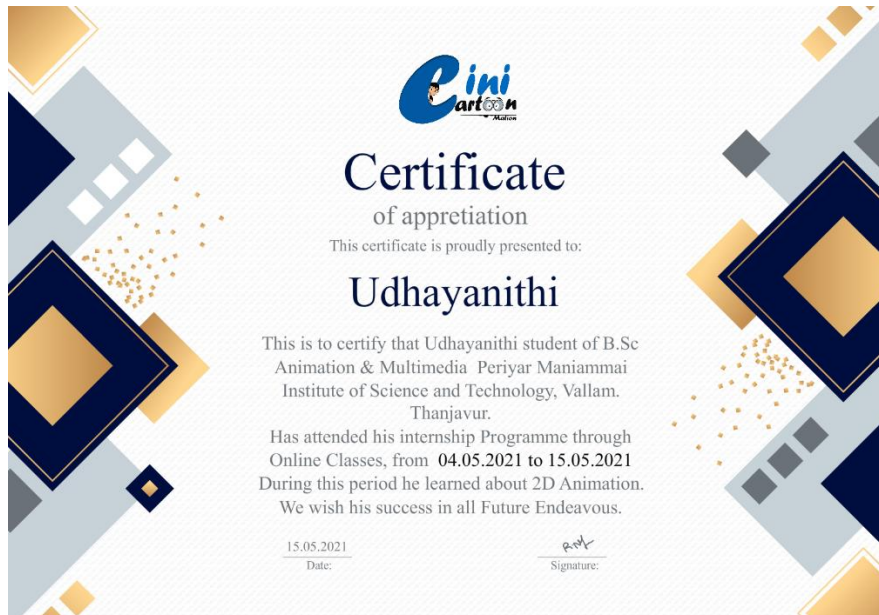 Cini
Cartoon
Motion
Certificate
of appretiation
This certificate is proudly presented to:
Udhayanithi
This is to certify that Udhayanithi student of B.Sc
Animation & Multimedia Periyar Maniammai
Institute of Science and Technology, Vallam.
Thanjavur.
Has attended his internship Programme through
Online Classes, from 04.05.2021 to 15.05.2021
During this period he learned about 2D Animation.
We wish his success in all Future Endeavous.
15.05.2021
Date:
Signature: